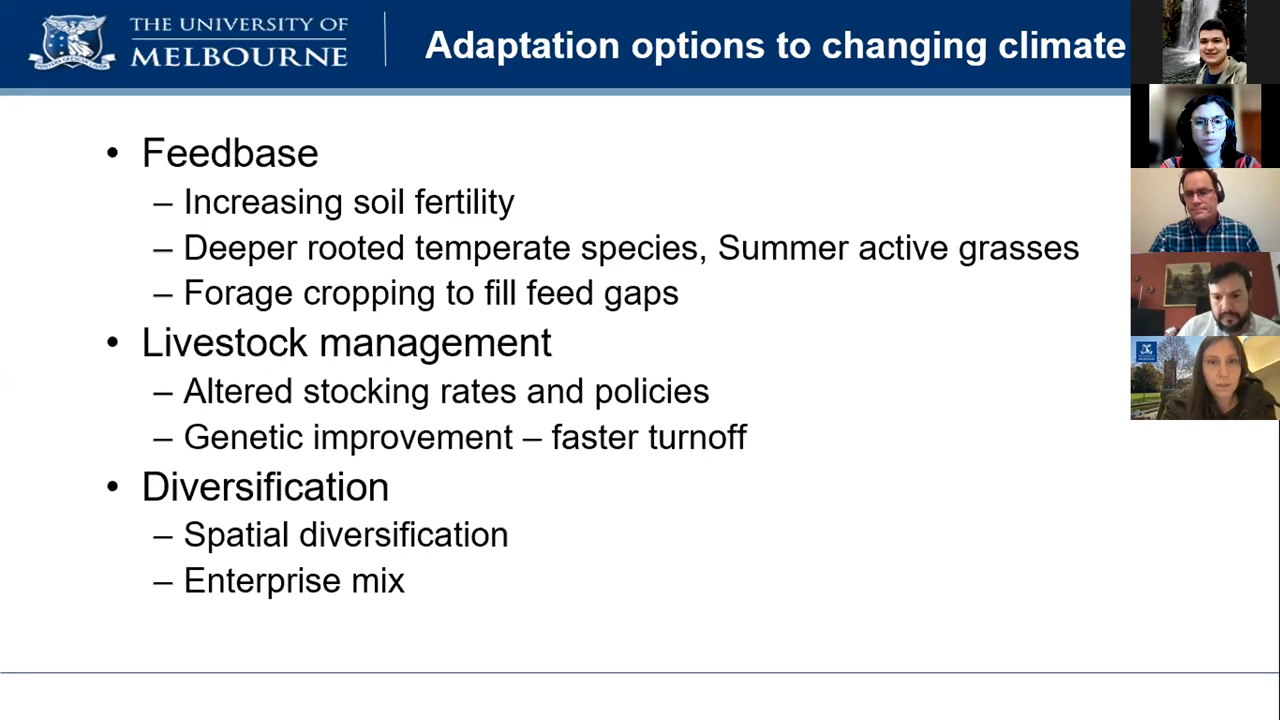 THE UNIVERSITY OF
MELBOURNE
Adaptation options to changing climate
• Feedbase
– Increasing soil fertility
– Deeper rooted temperate species, Summer active grasses
– Forage cropping to fill feed gaps
• Livestock management
– Altered stocking rates and policies
– Genetic improvement – faster turnoff
• Diversification
– Spatial diversification
– Enterprise mix